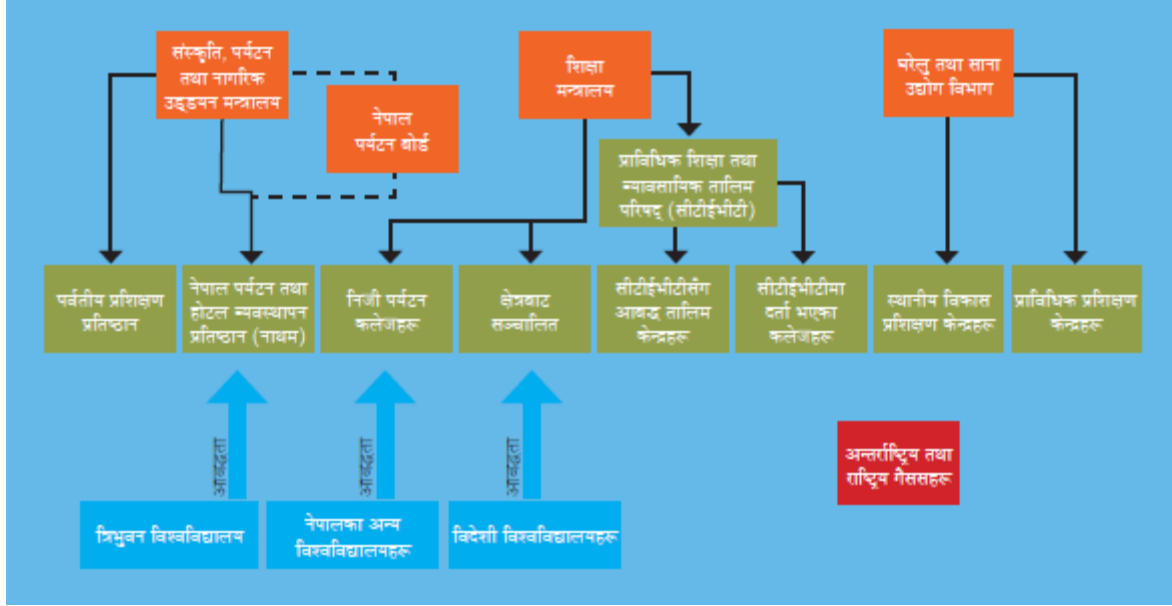 संस्कृति, पर्यटन
तथा नागरिक
उड्डयन मन्त्रालय
नेपाल
पर्यटन बोर्ड
शिक्षा
मन्त्रालय
घरेलु तथा साना
उद्योग विभाग
प्राविधिक शिक्षा तथा
व्यावसायिक तालिम
परिषद् (सीटीईभीटी)
पर्वतीय प्रशिक्षण
प्रतिष्ठान
नेपाल पर्यटन तथा
होटल व्यवस्थापन
प्रतिष्ठान (नाथम)
निजी पर्यटन
कलेजहरू
क्षेत्रबाट
सञ्चालित
सीटीईभीटीसँग
आबद्ध तालिम
केन्द्रहरू
सीटीईभीटीमा
दर्ता भएका
कलेजहरू
स्थानीय विकास
प्रशिक्षण केन्द्रहरू
प्राविधिक प्रशिक्षण
केन्द्रहरू
आबद्धता
आबद्धता
आबद्धता
त्रिभुवन विश्वविद्यालय
नेपालका अन्य
विश्वविद्यालयहरू
विदेशी विश्वविद्यालयहरू
अन्तर्राष्ट्रिय तथा
राष्ट्रिय गैससहरू